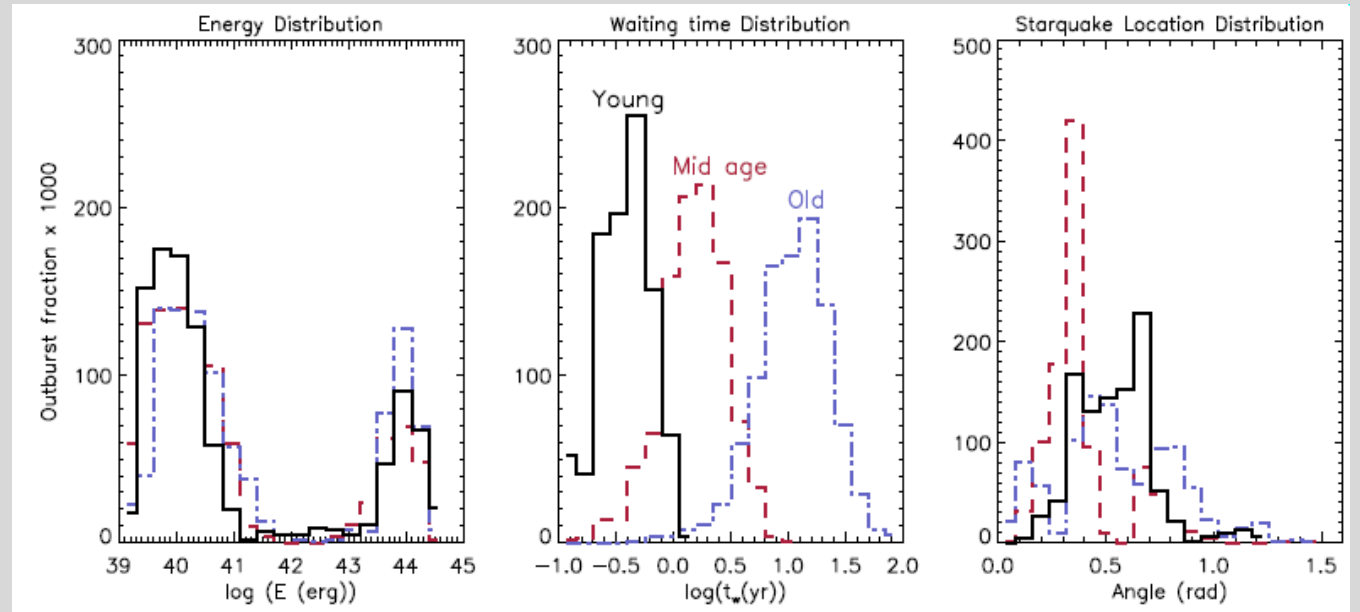 Energy Distribution
Waiting time Distribution
Starquake Location Distribution
Outburst fraction x 1000
300
200
100
0
39 40 41 42 43 44 45
log (E (erg))
300
200
100
0
Young
Mid age
Old
−1.0 −0.5 0.0 0.5 1.0 1.5 2.0
log(t_w(yr))
500
400
300
200
100
0
0.0 0.5 1.0 1.5
Angle (rad)